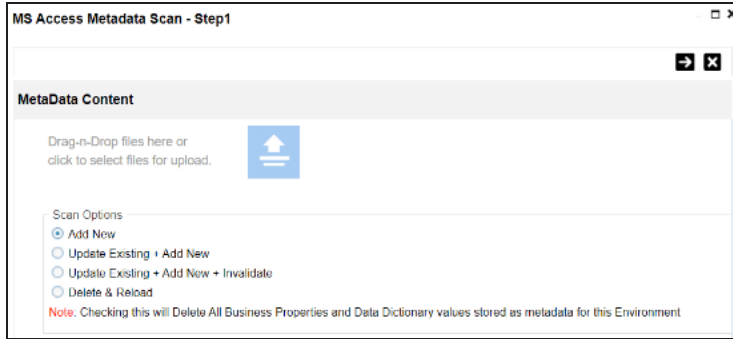 MS Access Metadata Scan - Step1
MetaData Content
Drag-n-Drop files here or
click to select files for upload.
Scan Options
Add New
Update Existing + Add New
Update Existing + Add New + Invalidate
Delete & Reload
Note: Checking this will Delete All Business Properties and Data Dictionary values stored as metadata for this Environment